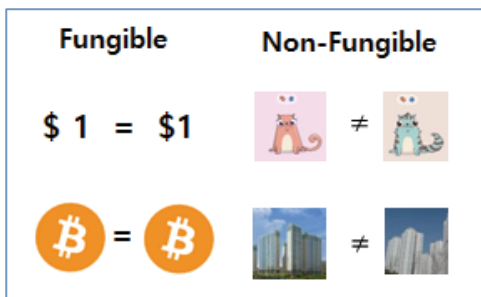 Fungible
Non-Fungible
$ 1 = $1
≠
=
≠